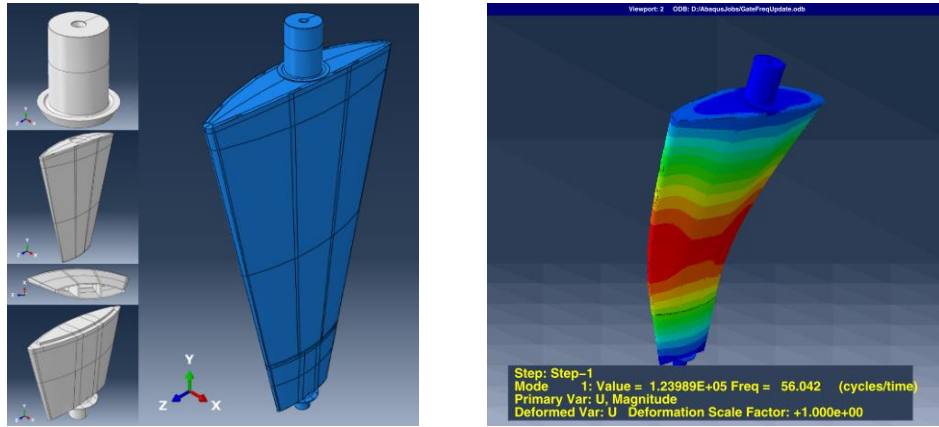 Viewport: 2 ODB: D:/AbaqusJobs/GateFreqUpdate.odb
Y
Z
X
Step: Step-1
Mode 1: Value = 1.23989E+05 Freq = 56.042 (cycles/time)
Primary Var: U, Magnitude
Deformed Var: U Deformation Scale Factor: +1.000e+00